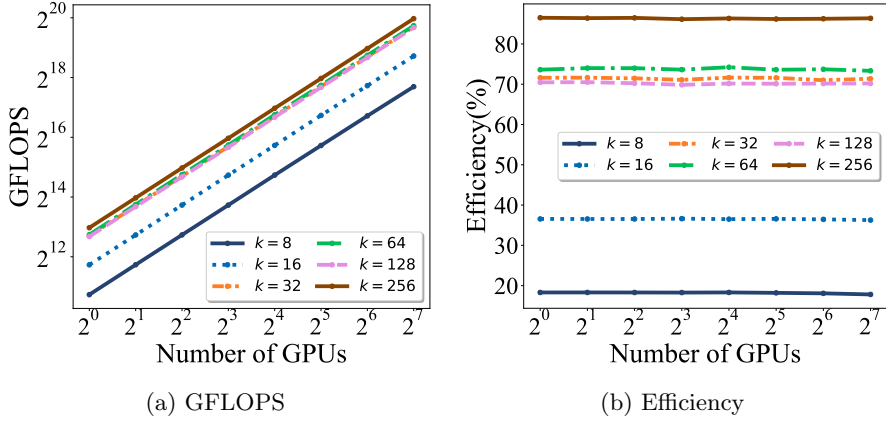 GFLOPS
2^20
2^18
2^16
2^14
2^12
k = 8
k = 16
k = 32
k = 64
k = 128
k = 256
2^0 2^1 2^2 2^3 2^4 2^5 2^6 2^7
Number of GPUs
(a) GFLOPS
Efficiency(%)
80
70
60
50
40
30
20
k = 8
k = 16
k = 32
k = 64
k = 128
k = 256
2^0 2^1 2^2 2^3 2^4 2^5 2^6 2^7
Number of GPUs
(b) Efficiency